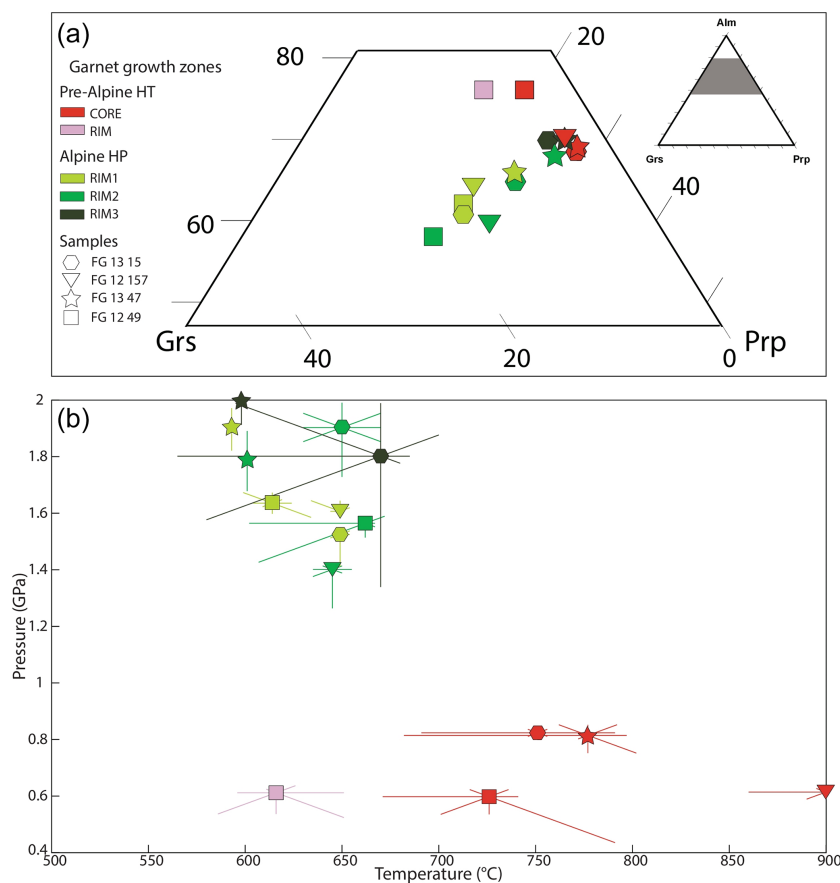 (a)
Garnet growth zones
Pre-Alpine HT
CORE
RIM
Alpine HP
RIM1
RIM2
RIM3
Samples
FG 13 15
FG 12 157
FG 13 47
FG 12 49
80
20
60
40
Grs
Prp
40
20
0
Alm
Grs
Prp
(b)
Pressure (GPa)
2
1.8
1.6
1.4
1.2
1
0.8
0.6
0.4
500
550
600
650
700
750
800
850
900
Temperature (°C)